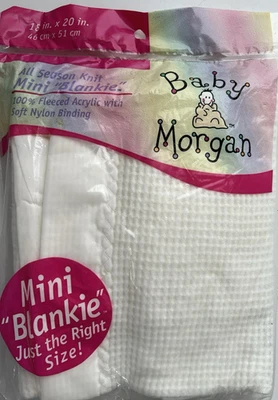 18 in. x 20 in.
46 cm x 51 cm
All Season Knit
Mini "Blankie"
100% Fleeced Acrylic with
Soft Nylon Binding
Baby
Morgan
TM
Mini
"Blankie"
Just the Right
Size!